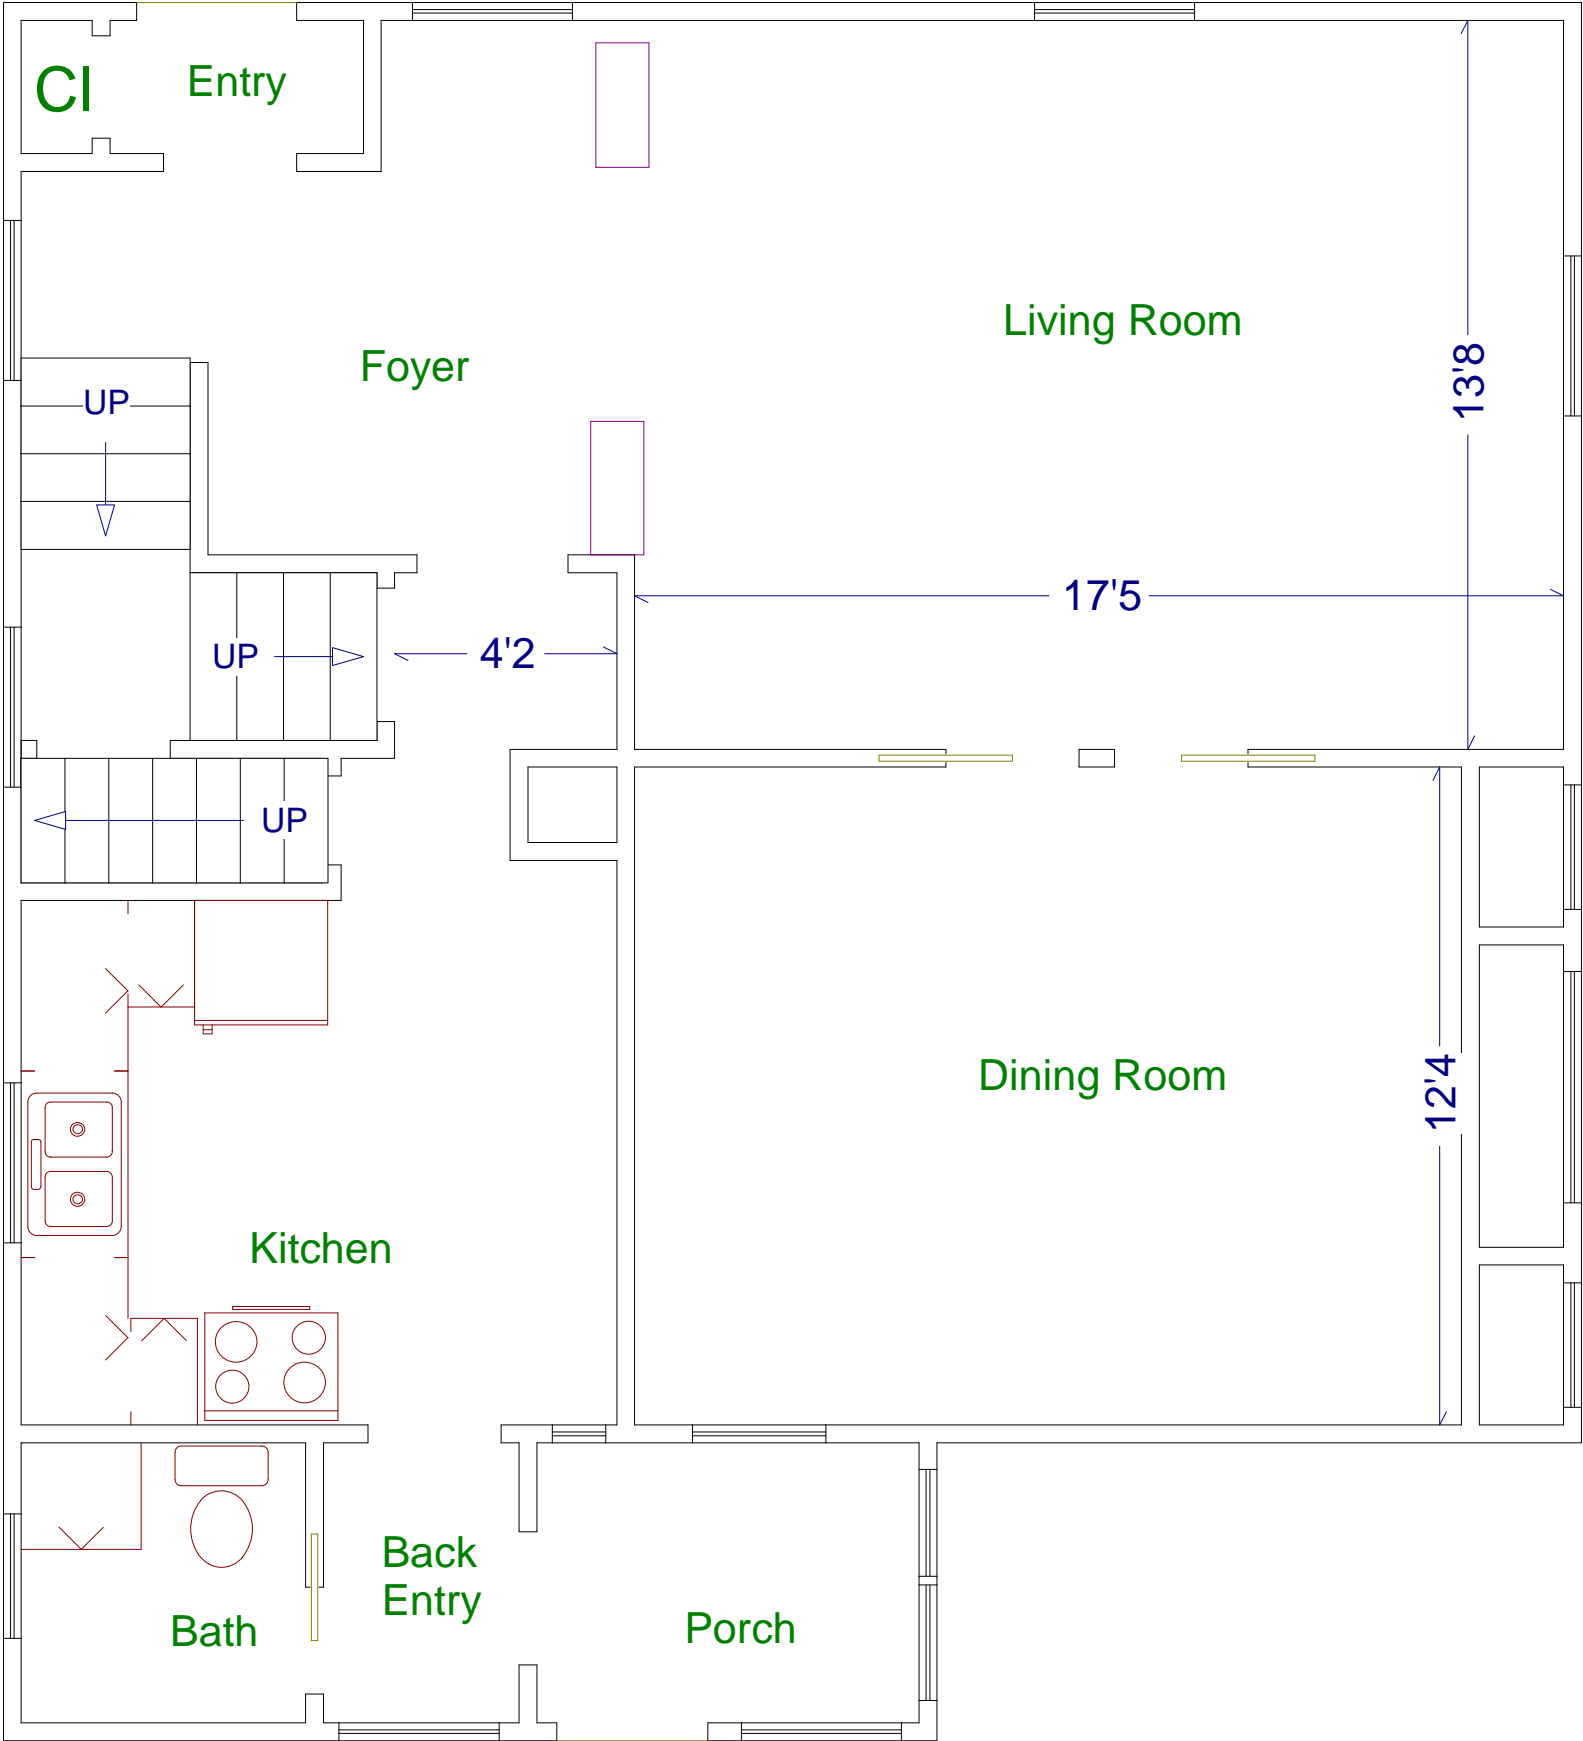 Cl
Entry
Living Room
Foyer
13'8
UP
17'5
UP
4'2
UP
Dining Room
12'4
Kitchen
Back
Entry
Bath
Porch